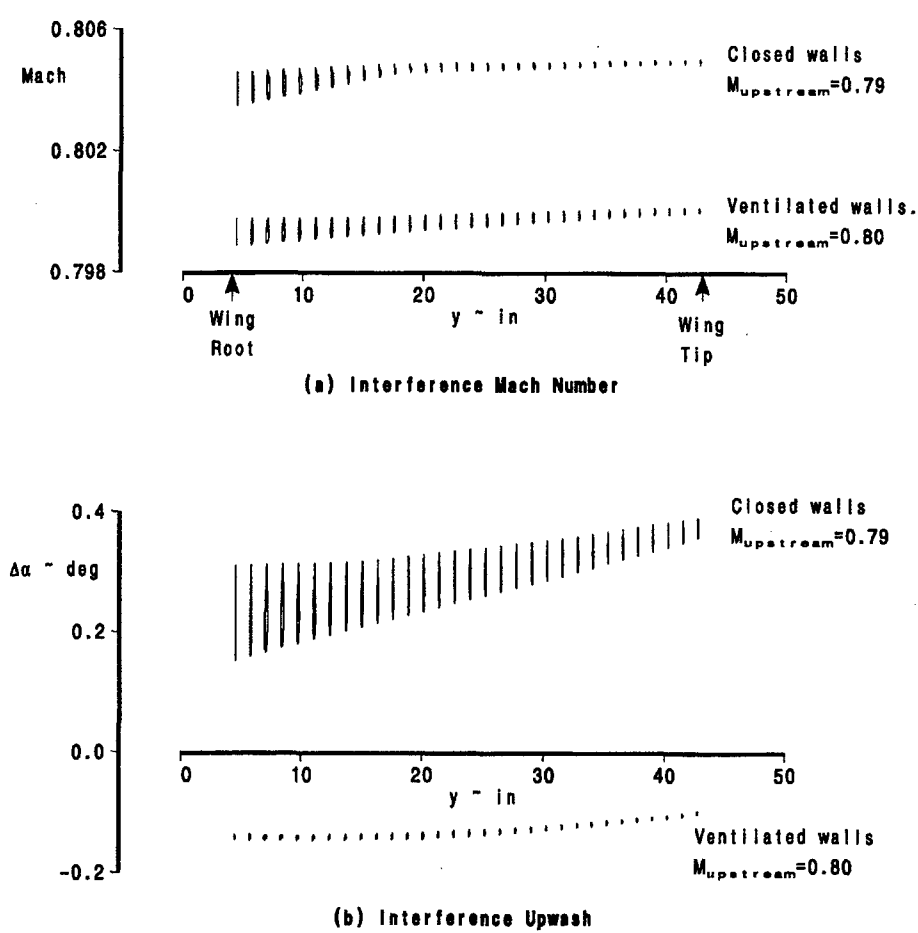 0.806
Mach
Closed walls
Mupstream=0.79
0.802
Ventilated walls.
Mupstream=0.80
0.798
0 10 20 30 40 50
y ~ in
Wing
Root
Wing
Tip
(a) Interference Mach Number
0.4
Closed walls
Mupstream=0.79
Δα ~ deg
0.2
0.0
0 10 20 30 40 50
y ~ in
Ventilated walls
Mupstream=0.80
-0.2
(b) Interference Upwash